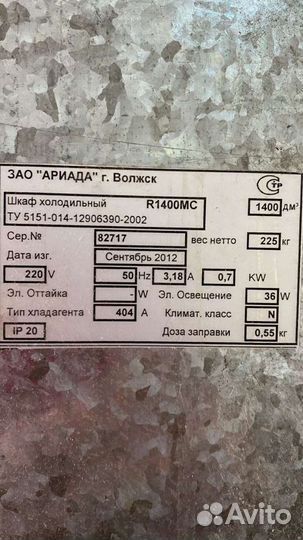 ЗАО "АРИАДА" г. Волжск
Шкаф холодильный R1400МС 1400 дм³
ТУ 5151-014-12906390-2002
Сер.№ 82717 вес нетто 225 кг
Дата изг. Сентябрь 2012
220 V 50 Hz 3,18 A 0,7 KW
Эл. Оттайка - W Эл. Освещение 36 W
Тип хладагента 404 A Климат. класс N
IP 20 Доза заправки 0,55 кг
Avito